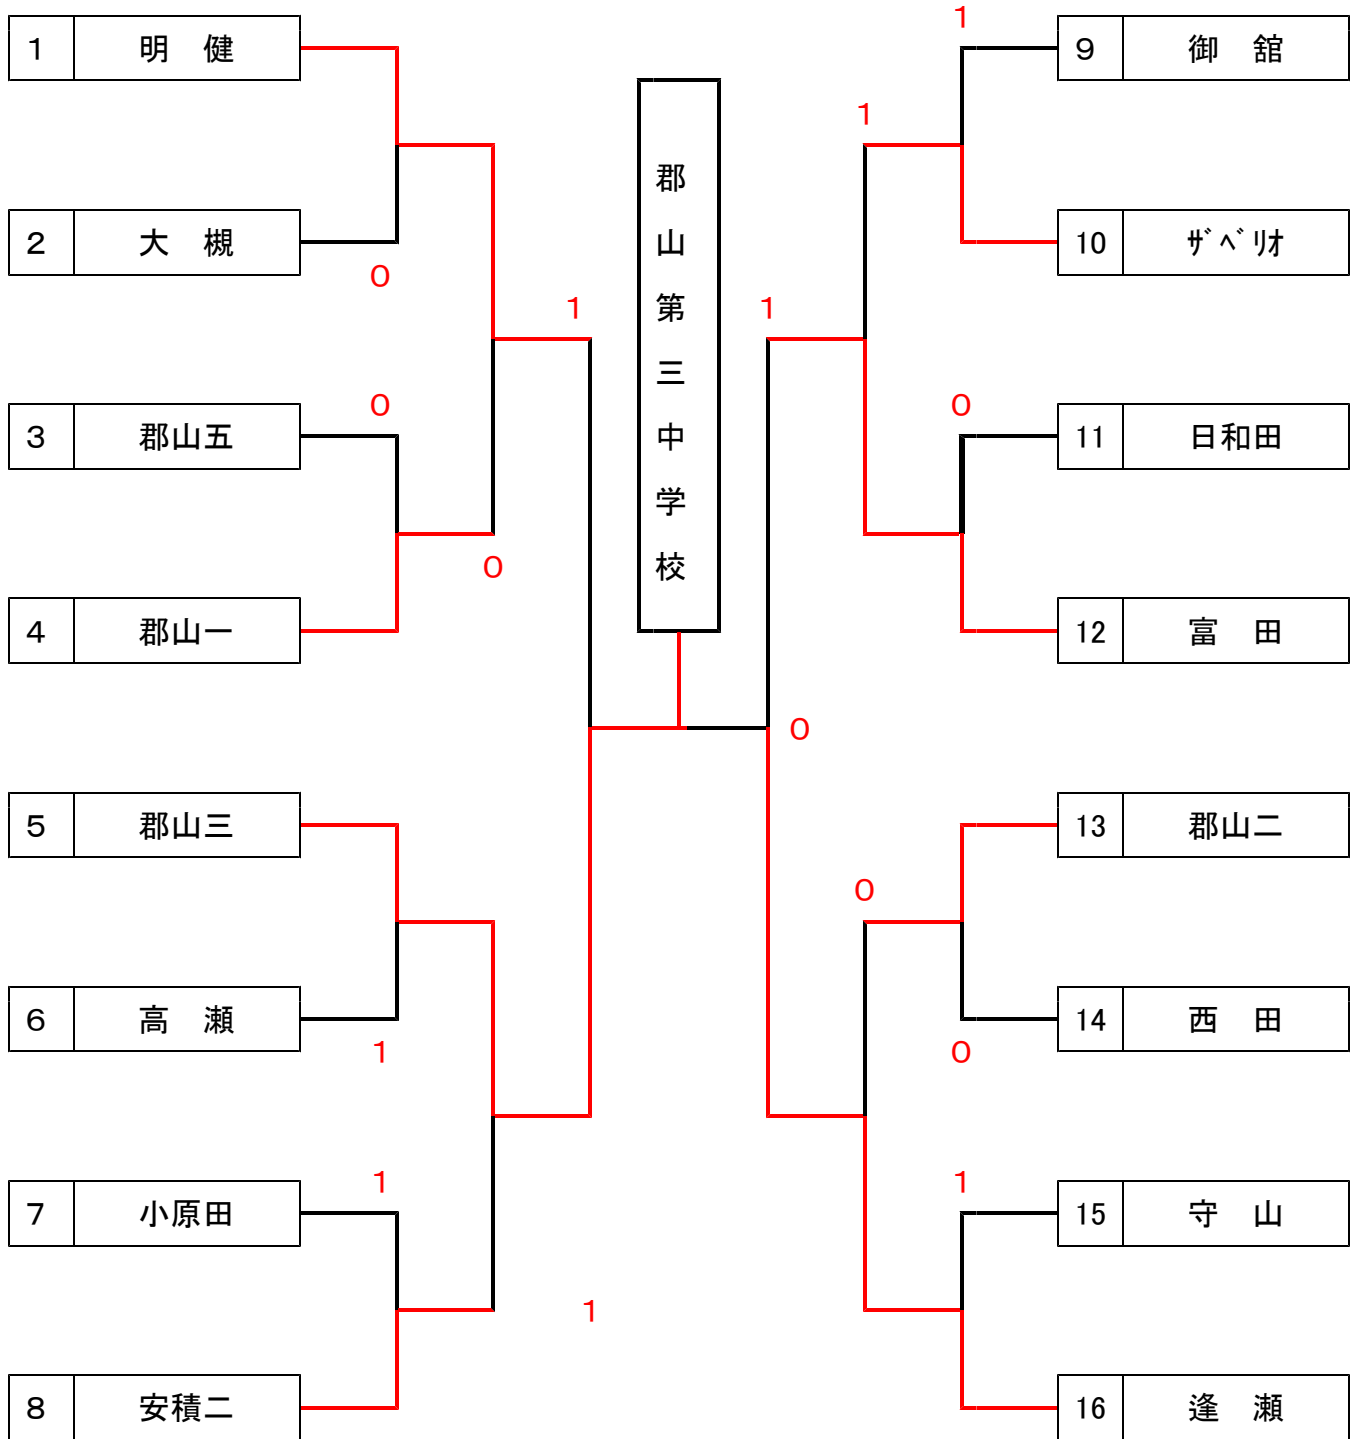 1 明　健
2 大　槻
0
0
3 郡山五
4 郡山一
0
1
5 郡山三
6 高　瀬
1
1
7 小原田
8 安積二
1
郡山第三中学校
1
9 御　舘
1
10 ｻﾞﾍﾞﾘｵ
1
0
11 日和田
12 富　田
0
13 郡山二
0
14 西　田
0
1
15 守　山
16 逢　瀬